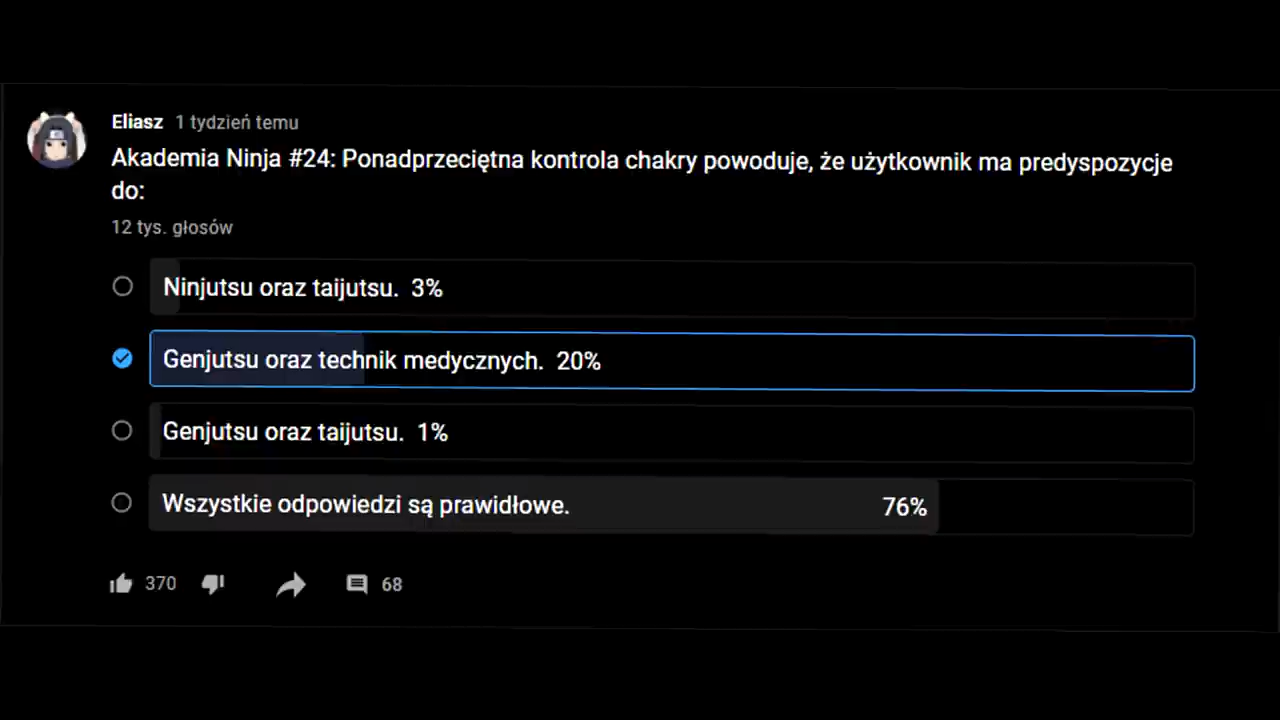 Eliasz 1 tydzień temu
Akademia Ninja #24: Ponadprzeciętna kontrola chakry powoduje, że użytkownik ma predyspozycje
do:
12 tys. głosów
Ninjutsu oraz taijutsu. 3%
Genjutsu oraz technik medycznych. 20%
Genjutsu oraz taijutsu. 1%
Wszystkie odpowiedzi są prawidłowe. 76%
370 68